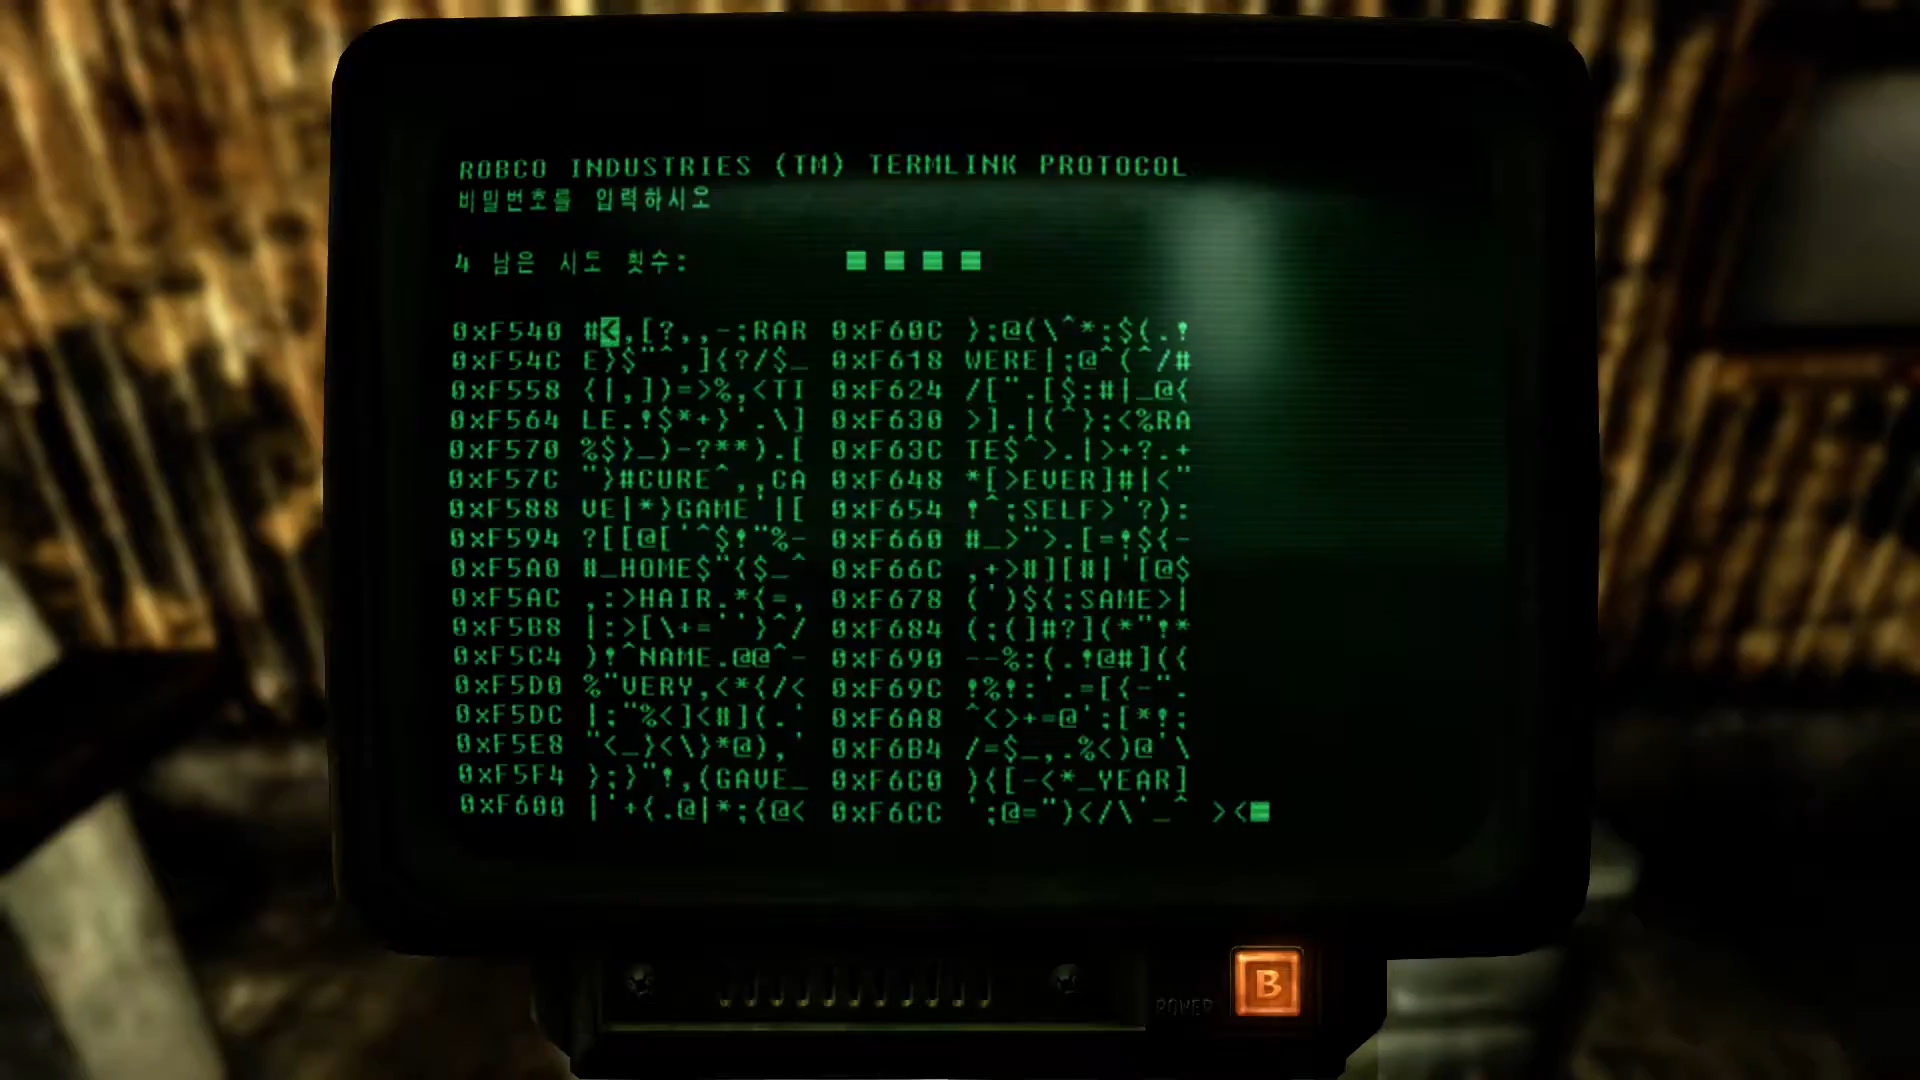 ROBCO INDUSTRIES (TM) TERMLINK PROTOCOL
비밀번호를 입력하시오
4 남은 시도 횟수:
0xF540 #<,[?,,-;RAR 0xF60C };@(\^*;$(.!
0xF54C E}$"^,]{?/$_ 0xF618 WERE|;@^(^/#
0xF558 {|,])=>%,<TI 0xF624 /[".[$:#|_@{
0xF564 LE.!$*+}'.\] 0xF630 >].|(^};<%RA
0xF570 %$}_)-?**).[ 0xF63C TE$^>.|>+?.+
0xF57C "}#CURE^,,CA 0xF648 *[>EVER]#|<"
0xF588 VE|*}GAME'|[ 0xF654 !^;SELF>'?):
0xF594 ?[[@['^$!"%- 0xF660 #_>">.[=!${-
0xF5A0 #_HOME$"{$_^ 0xF66C ,+>#][#|'[@$
0xF5AC ,:>HAIR.*{=, 0xF678 (')${;SAME>|
0xF5B8 |:>[\+=''}^/ 0xF684 (;(]#?](*"!*
0xF5C4 )!^NAME.@@^- 0xF690 --%:(.!@#]({
0xF5D0 %"VERY,<*{/< 0xF69C !%!:'.=[{-".
0xF5DC |;"%<]<#](.' 0xF6A8 ^<>+=@';[*!;
0xF5E8 "<_}<\}*@),' 0xF6B4 /=$_,.%<)@'\
0xF5F4 };}"!,(GAVE_ 0xF6C0 ){[-<*_YEAR]
0xF600 |'+{.@|*;{@< 0xF6CC ';@=")</\'_^ ><
POWER
B